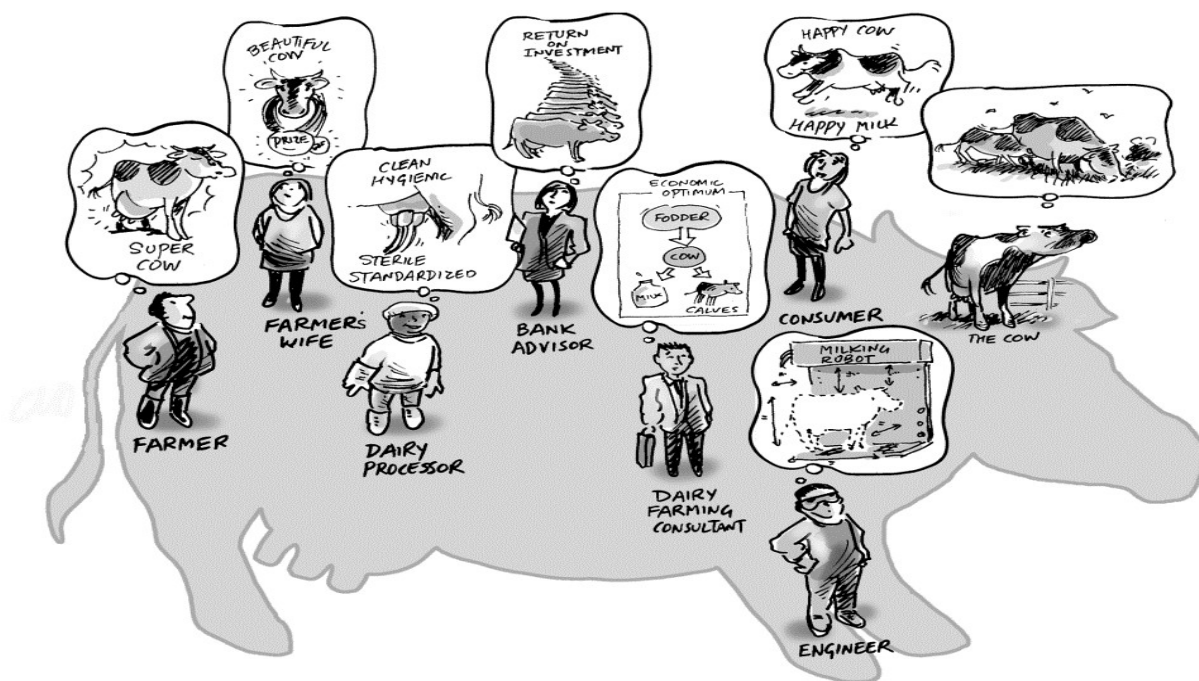 BEAUTIFUL
COW
PRIZE
SUPER
COW
FARMER
FARMER'S
WIFE
CLEAN
HYGIENIC
STERILE
STANDARDIZED
DAIRY
PROCESSOR
RETURN
ON
INVESTMENT
BANK
ADVISOR
ECONOMIC
OPTIMUM
FODDER
COW
MILK
CALVES
DAIRY
FARMING
CONSULTANT
HAPPY COW
HAPPY MILK
CONSUMER
THE COW
MILKING
ROBOT
ENGINEER